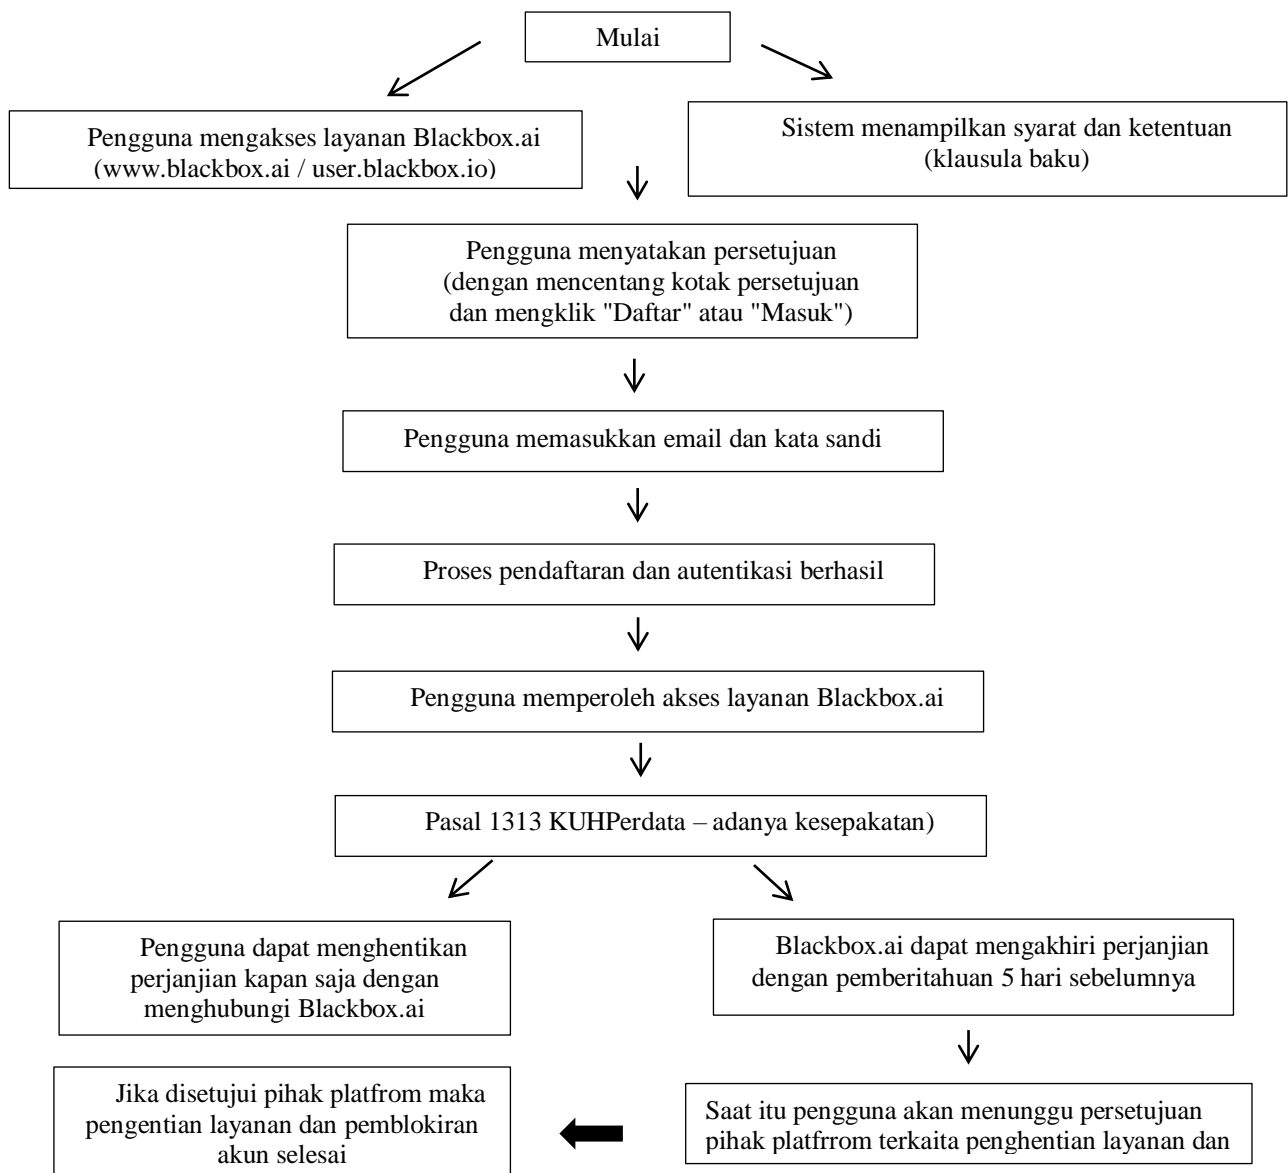 Mulai
Pengguna mengakses layanan Blackbox.ai
(www.blackbox.ai / user.blackbox.io)
Sistem menampilkan syarat dan ketentuan
(klausula baku)
Pengguna menyatakan persetujuan
(dengan mencentang kotak persetujuan
dan mengklik "Daftar" atau "Masuk")
Pengguna memasukkan email dan kata sandi
Proses pendaftaran dan autentikasi berhasil
Pengguna memperoleh akses layanan Blackbox.ai
Pasal 1313 KUHPerdata – adanya kesepakatan)
Pengguna dapat menghentikan
perjanjian kapan saja dengan
menghubungi Blackbox.ai
Blackbox.ai dapat mengakhiri perjanjian
dengan pemberitahuan 5 hari sebelumnya
Jika disetujui pihak platfrom maka
pengentian layanan dan pemblokiran
akun selesai
Saat itu pengguna akan menunggu persetujuan
pihak platfrrom terkaita penghentian layanan dan